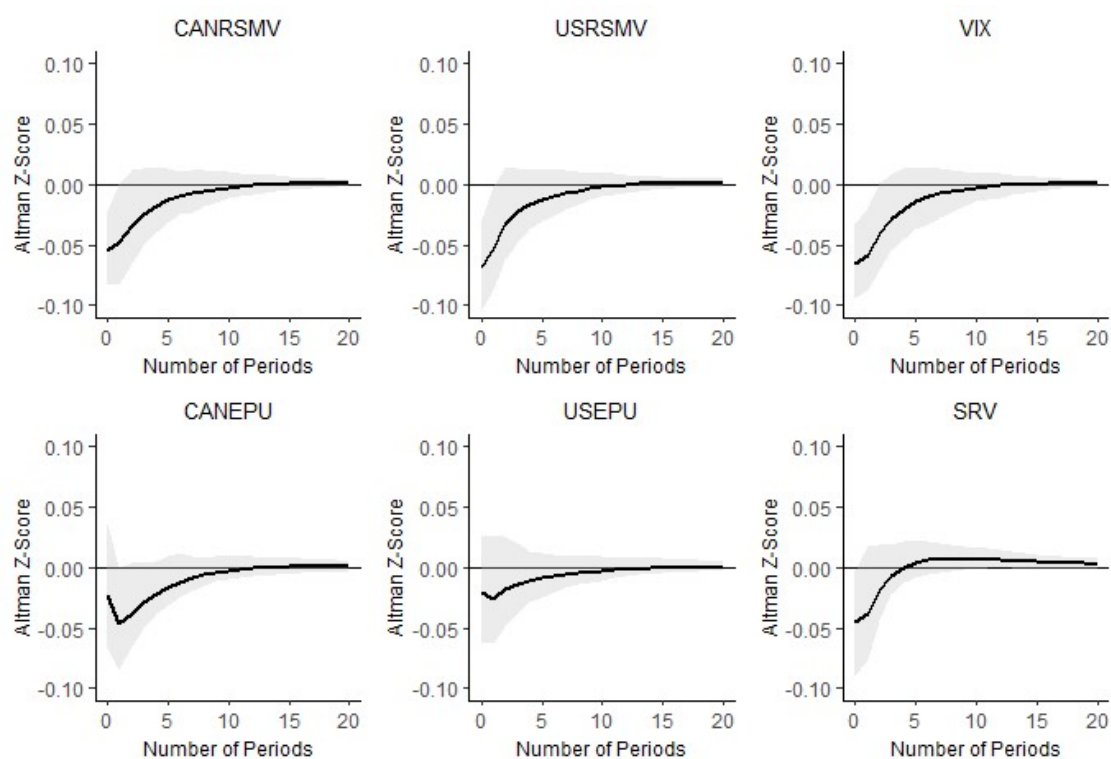 CANRSMV USRSMV VIX
0.10 0.10 0.10
0.05 0.05 0.05
0.00 0.00 0.00
-0.05 -0.05 -0.05
-0.10 -0.10 -0.10
Altman Z-Score Altman Z-Score Altman Z-Score
0 5 10 15 20 0 5 10 15 20 0 5 10 15 20
Number of Periods Number of Periods Number of Periods
CANEPU USEPU SRV
0.10 0.10 0.10
0.05 0.05 0.05
0.00 0.00 0.00
-0.05 -0.05 -0.05
-0.10 -0.10 -0.10
Altman Z-Score Altman Z-Score Altman Z-Score
0 5 10 15 20 0 5 10 15 20 0 5 10 15 20
Number of Periods Number of Periods Number of Periods